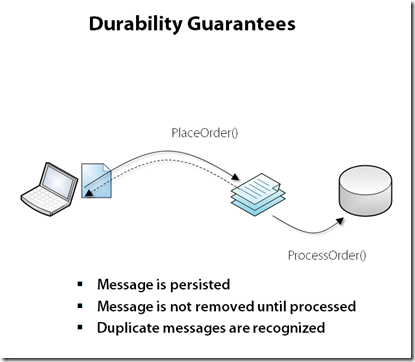 Durability Guarantees
PlaceOrder()
ProcessOrder()
▪ Message is persisted
▪ Message is not removed until processed
▪ Duplicate messages are recognized